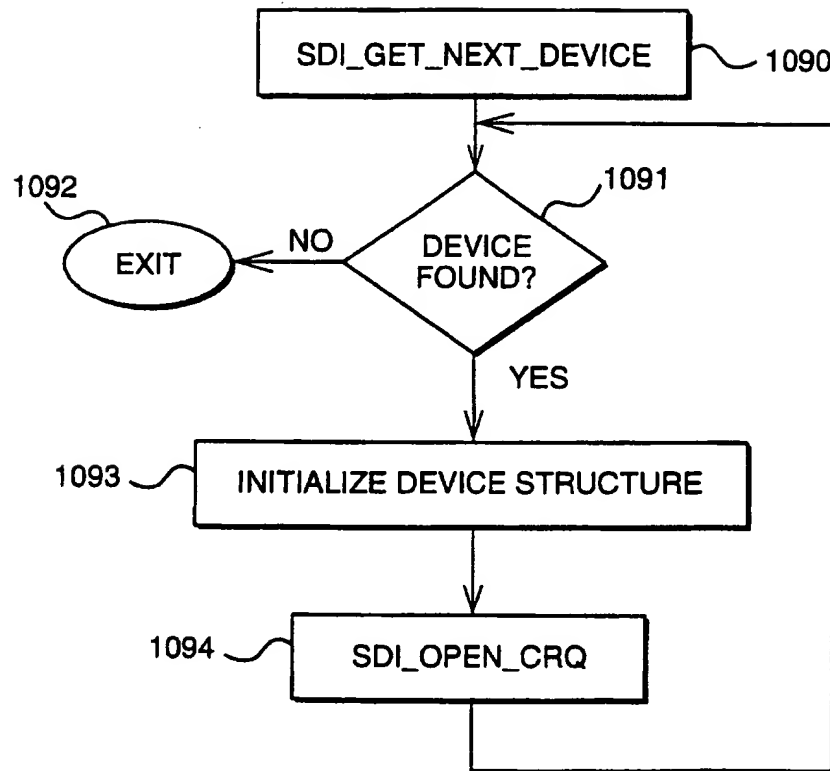 SDI_GET_NEXT_DEVICE
1090
1091
1092
DEVICE
FOUND?
NO
EXIT
YES
1093
INITIALIZE DEVICE STRUCTURE
1094
SDI_OPEN_CRQ